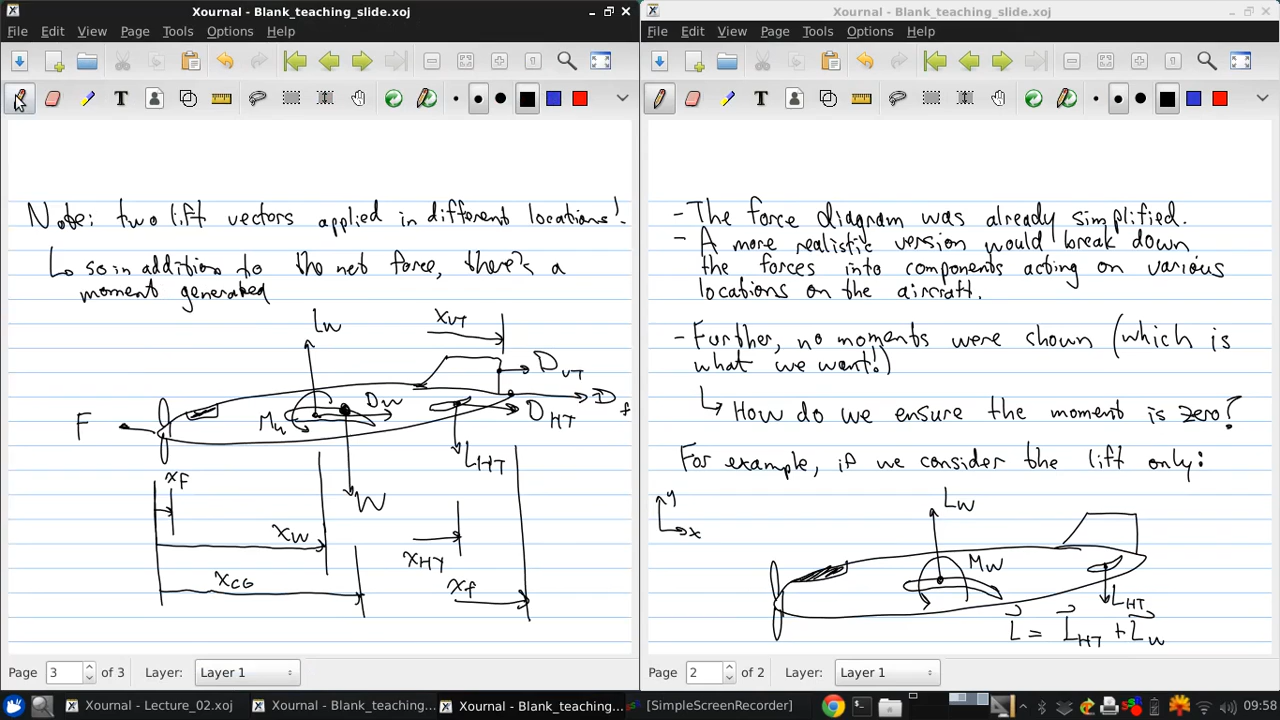 Xournal - Blank_teaching_slide.xoj
File Edit View Page Tools Options Help
Note: two lift vectors applied in different locations!
↳ so in addition to the net force, there's a
moment generated
LW
XVT
DVT
F
MW
DW
Df
DHT
LHT
xF
W
XW
XHT
XCG
Xf
Page 3 of 3 Layer: Layer 1
Xournal - Blank_teaching_slide.xoj
File Edit View Page Tools Options Help
- The force diagram was already simplified.
- A more realistic version would break down
the forces into components acting on various
locations on the aircraft.
- Further, no moments were shown (which is
what we want!)
↳ How do we ensure the moment is zero?
For example, if we consider the lift only:
y
x
LW
MW
LHT
L = LHT + LW
Page 2 of 2 Layer: Layer 1
Xournal - Lecture_02.xoj
Xournal - Blank_teaching...
Xournal - Blank_teaching...
[SimpleScreenRecorder]
09:58